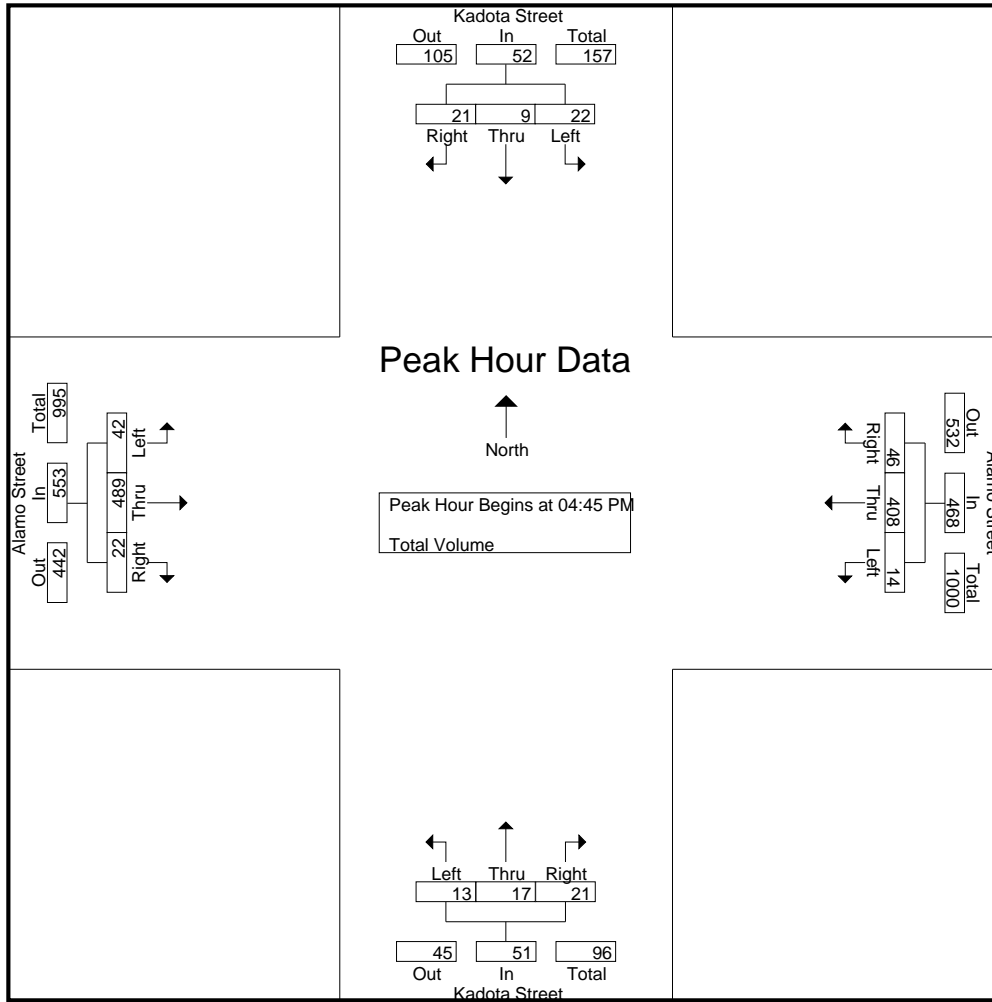 Kadota Street
Out In Total
105 52 157
21 9 22
Right Thru Left
Peak Hour Data
North
Peak Hour Begins at 04:45 PM
Total Volume
Alamo Street
Total In Out
995 553 442
42 489 22
Left Thru Right
Alamo Street
Out In Total
532 468 1000
46 408 14
Right Thru Left
Left Thru Right
13 17 21
45 51 96
Out In Total
Kadota Street